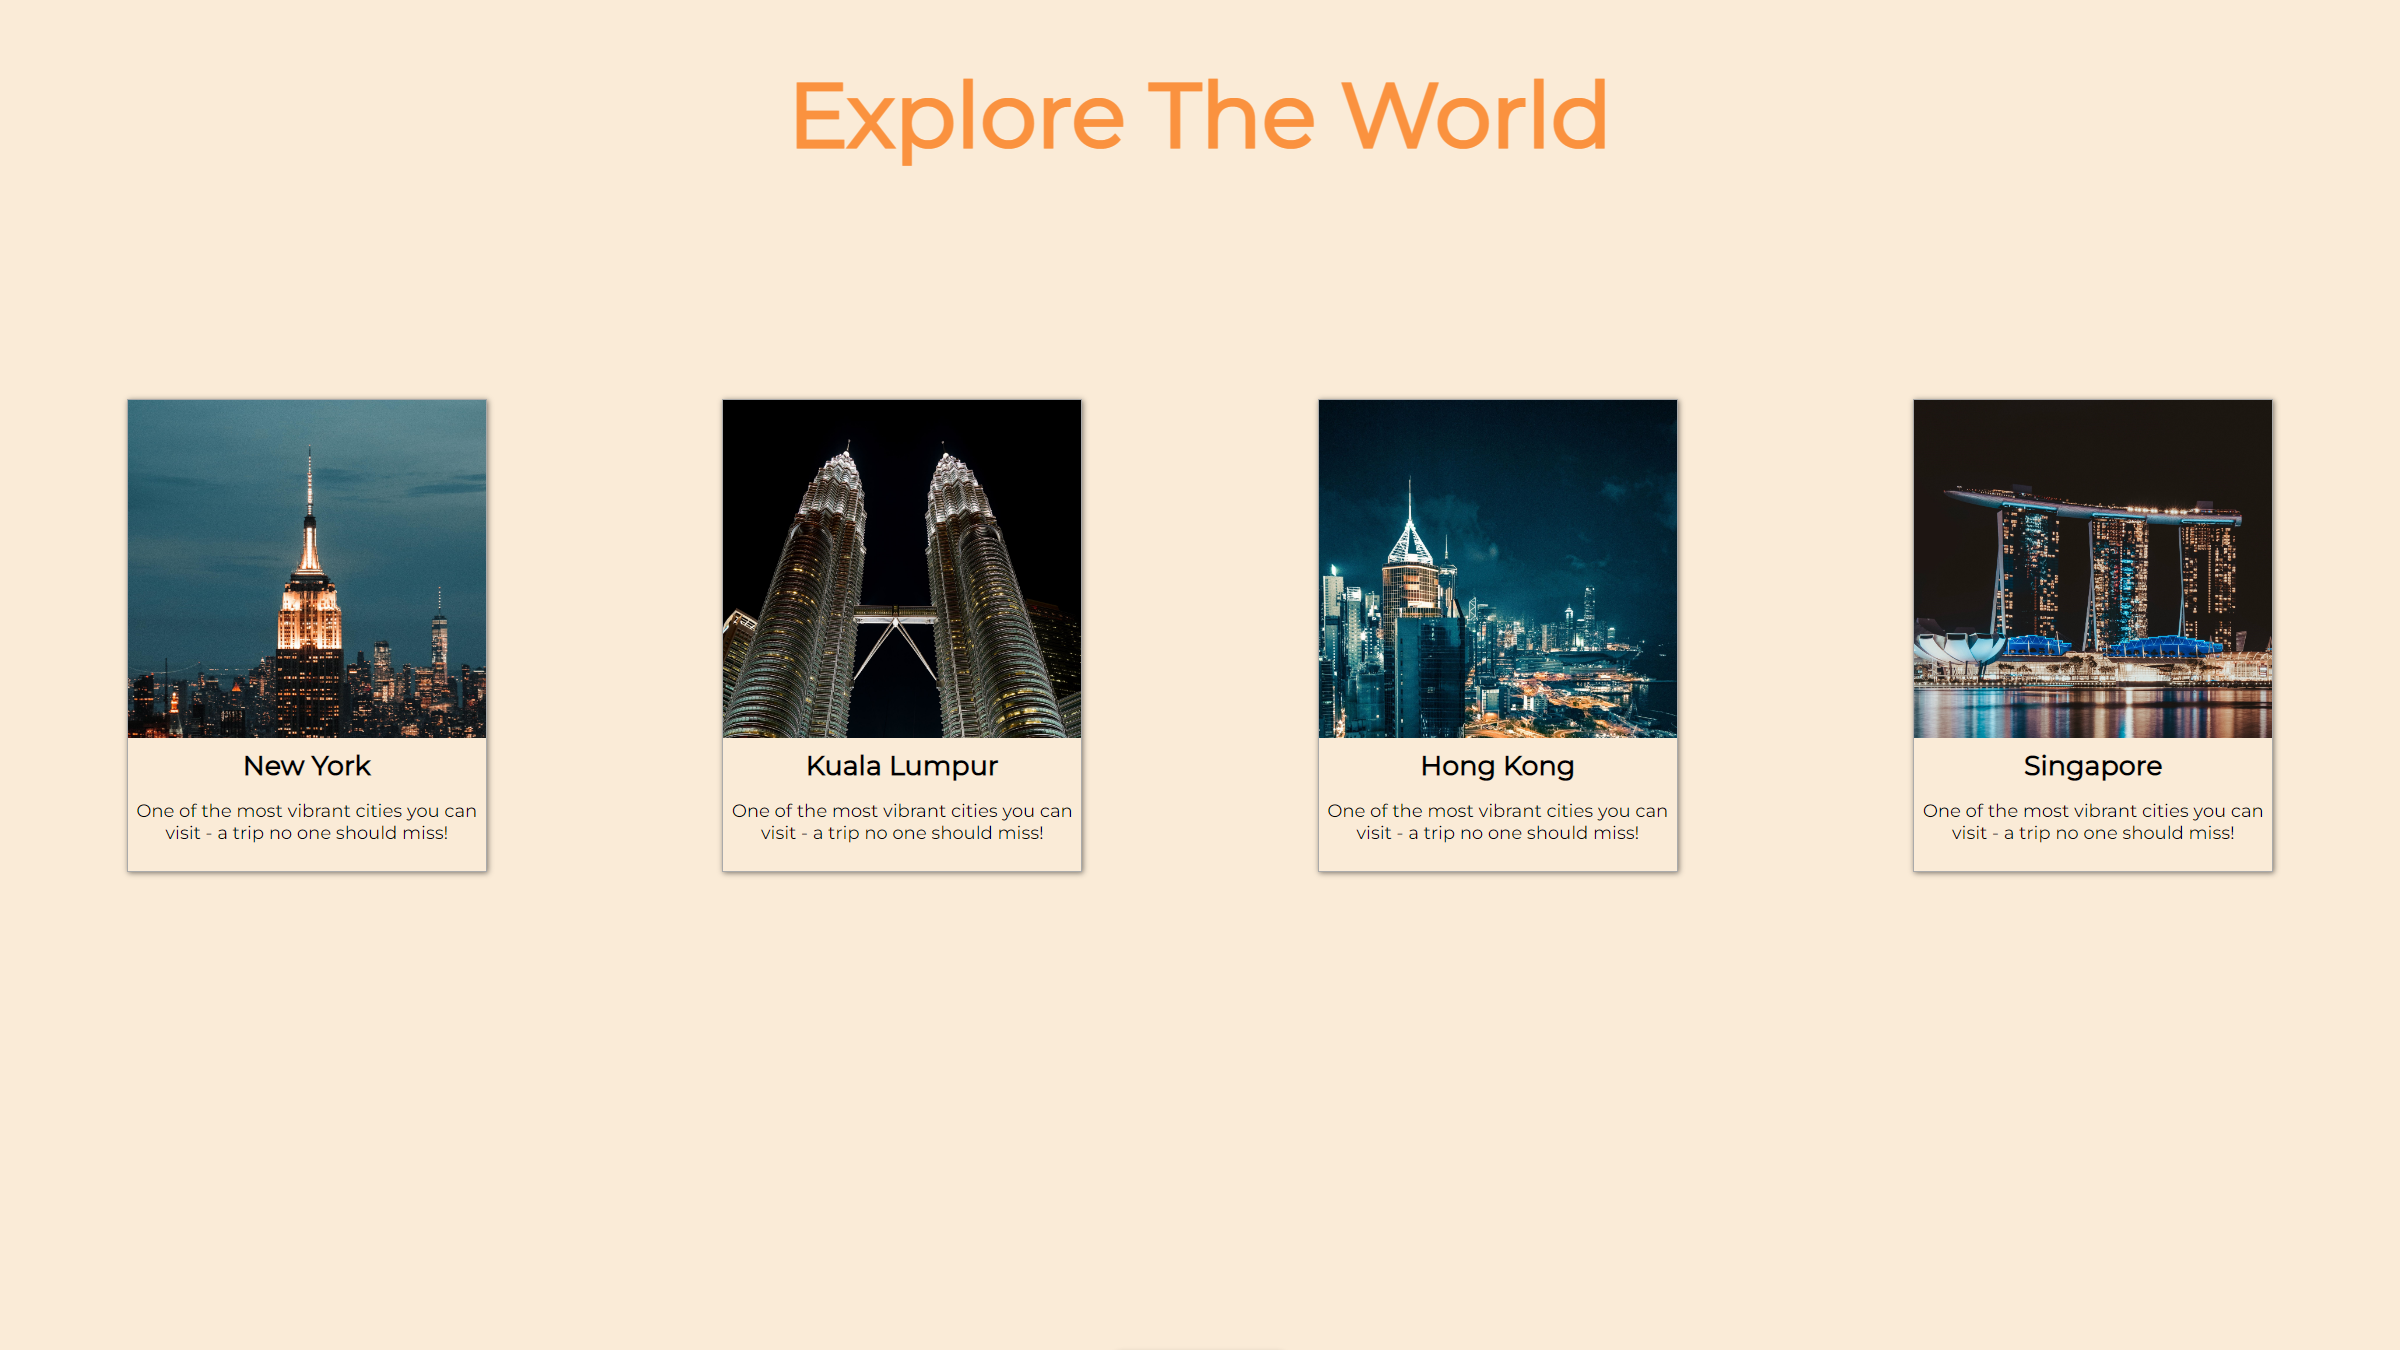 Explore The World
New York
One of the most vibrant cities you can
visit - a trip no one should miss!
Kuala Lumpur
One of the most vibrant cities you can
visit - a trip no one should miss!
Hong Kong
One of the most vibrant cities you can
visit - a trip no one should miss!
Singapore
One of the most vibrant cities you can
visit - a trip no one should miss!